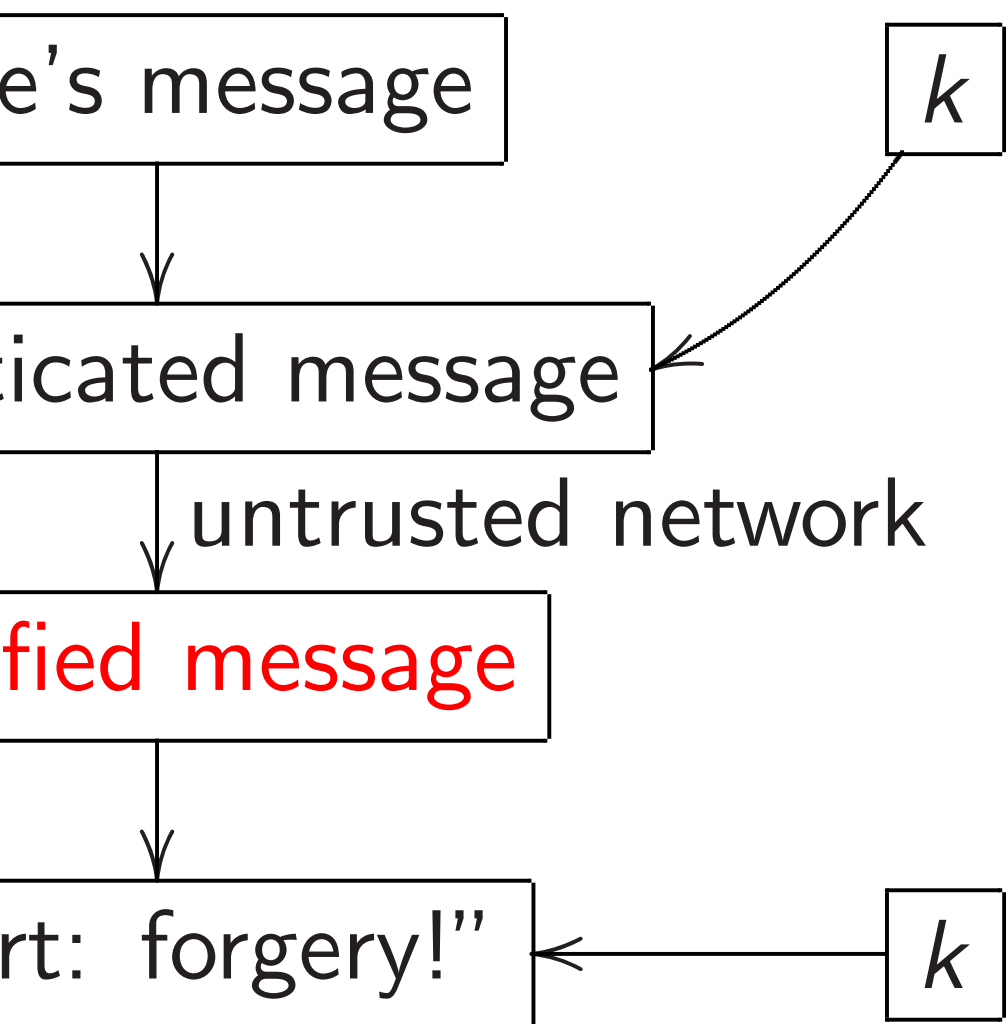 e's message k
ticated message
untrusted network
fied message
rt: forgery!” k